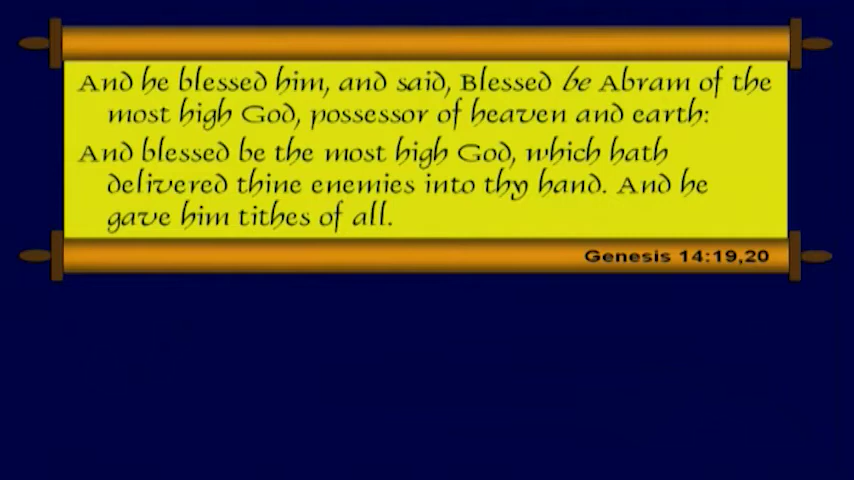 And he blessed him, and said, Blessed be Abram of the
most high God, possessor of heaven and earth:
And blessed be the most high God, which hath
delivered thine enemies into thy hand. And he
gave him tithes of all.
Genesis 14:19,20